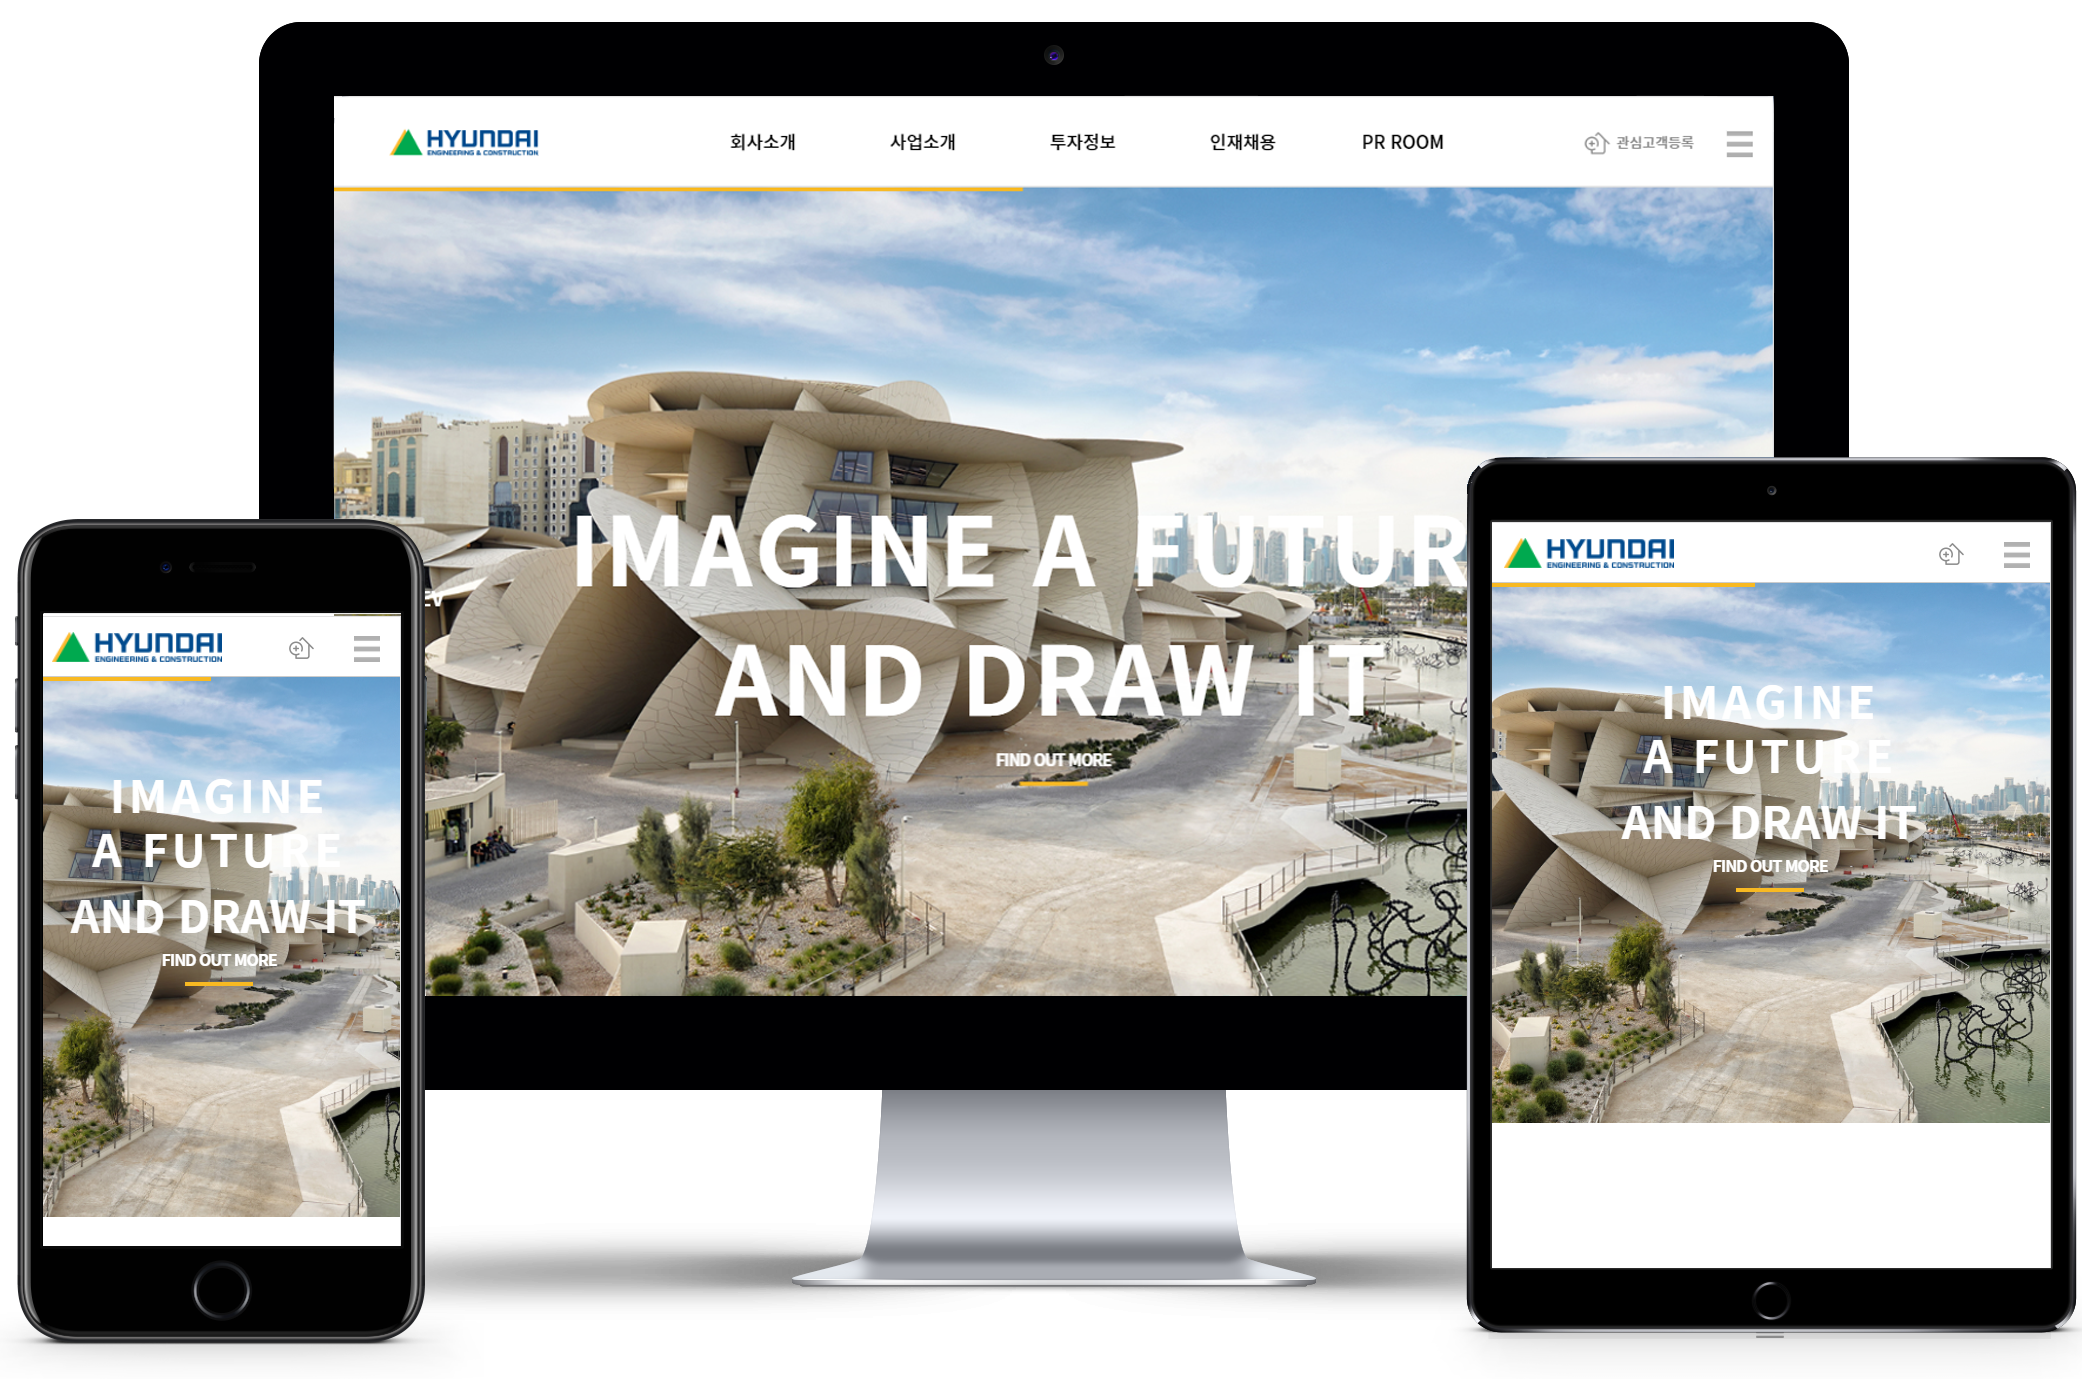 HYUNDAI
ENGINEERING & CONSTRUCTION
회사소개
사업소개
투자정보
인재채용
PR ROOM
관심고객등록
IMAGINE A FUTUR
AND DRAW IT
FIND OUT MORE
EV
HYUNDAI
ENGINEERING & CONSTRUCTION
IMAGINE
A FUTURE
AND DRAW IT
FIND OUT MORE
HYUNDAI
ENGINEERING & CONSTRUCTION
IMAGINE
A FUTURE
AND DRAW IT
FIND OUT MORE